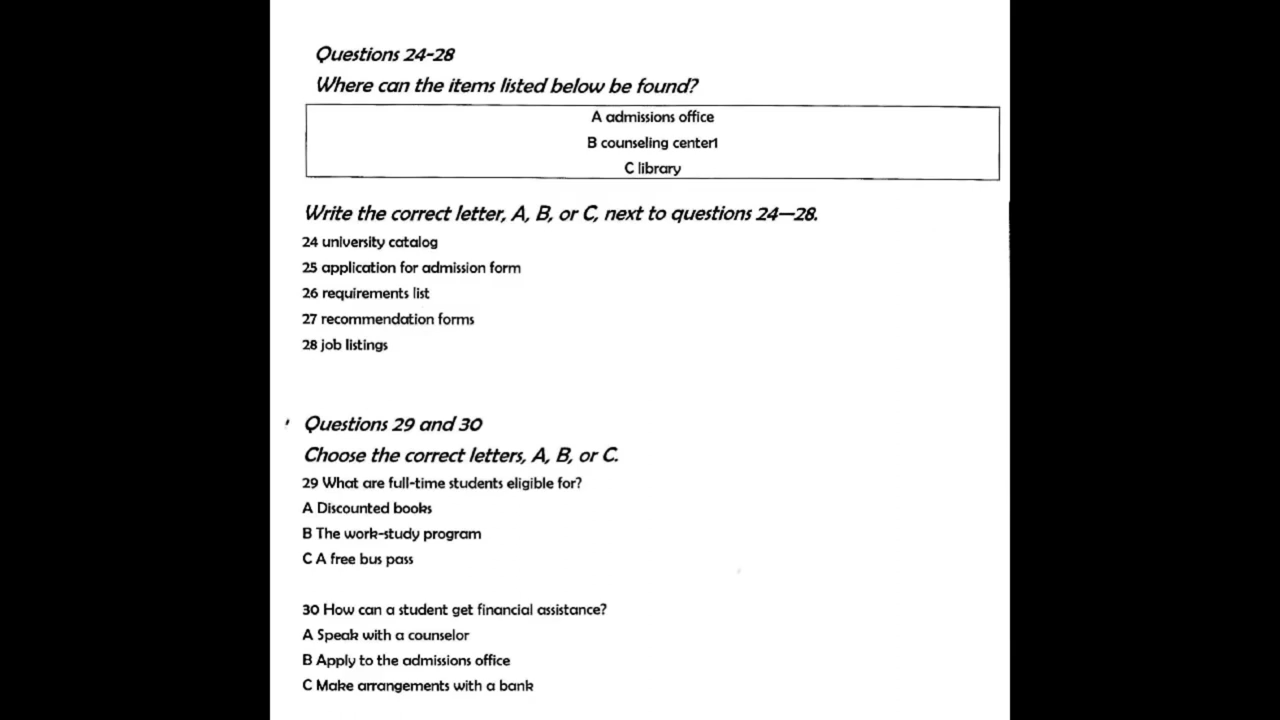 Questions 24-28
Where can the items listed below be found?
A admissions office
B counseling center1
C library
Write the correct letter, A, B, or C, next to questions 24—28.
24 university catalog
25 application for admission form
26 requirements list
27 recommendation forms
28 job listings
Questions 29 and 30
Choose the correct letters, A, B, or C.
29 What are full-time students eligible for?
A Discounted books
B The work-study program
C A free bus pass
30 How can a student get financial assistance?
A Speak with a counselor
B Apply to the admissions office
C Make arrangements with a bank